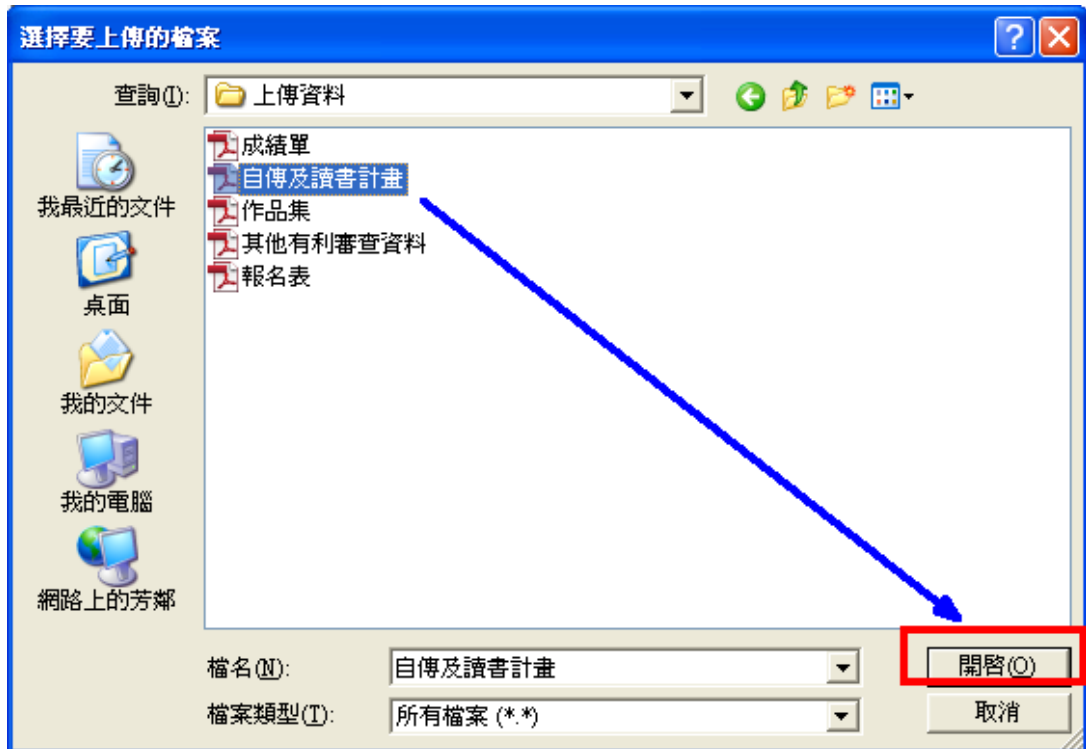 選擇要上傳的檔案
查詢(I):
上傳資料
我最近的文件
桌面
我的文件
我的電腦
網路上的芳鄰
成績單
自傳及讀書計畫
作品集
其他有利審查資料
報名表
檔名(N):
自傳及讀書計畫
開啓(O)
檔案類型(T):
所有檔案 (*.*)
取消